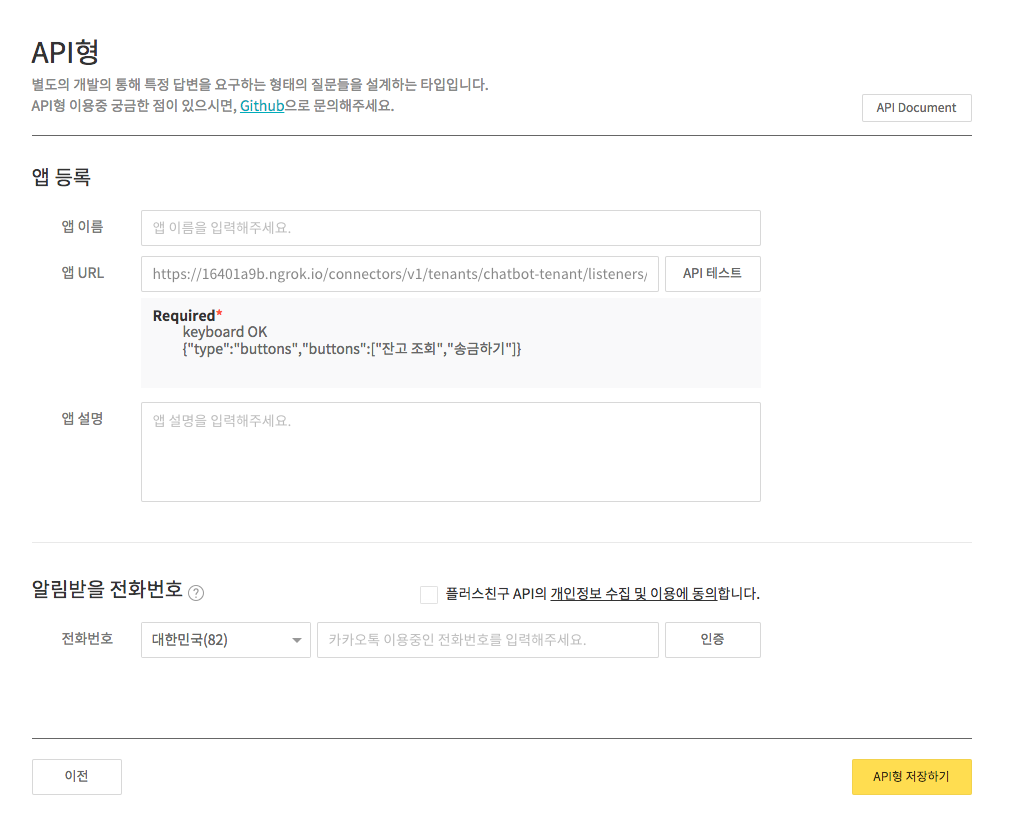 API형
별도의 개발의 통해 특정 답변을 요구하는 형태의 질문들을 설계하는 타입입니다.
API형 이용중 궁금한 점이 있으시면, Github으로 문의해주세요.
API Document
앱 등록
앱 이름
앱 이름을 입력해주세요.
앱 URL
https://16401a9b.ngrok.io/connectors/v1/tenants/chatbot-tenant/listeners/
API 테스트
Required*
keyboard OK
{"type":"buttons","buttons":["잔고 조회","송금하기"]}
앱 설명
앱 설명을 입력해주세요.
알림받을 전화번호 ?
플러스친구 API의 개인정보 수집 및 이용에 동의합니다.
전화번호
대한민국(82)
카카오톡 이용중인 전화번호를 입력해주세요.
인증
이전
API형 저장하기